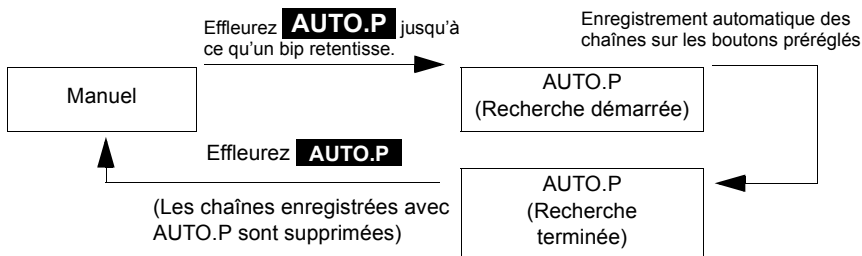 Effleurez AUTO.P jusqu'à
ce qu'un bip retentisse.
Enregistrement automatique des
chaînes sur les boutons préréglés
Manuel
AUTO.P
(Recherche démarrée)
Effleurez AUTO.P
(Les chaînes enregistrées avec
AUTO.P sont supprimées)
AUTO.P
(Recherche
terminée)